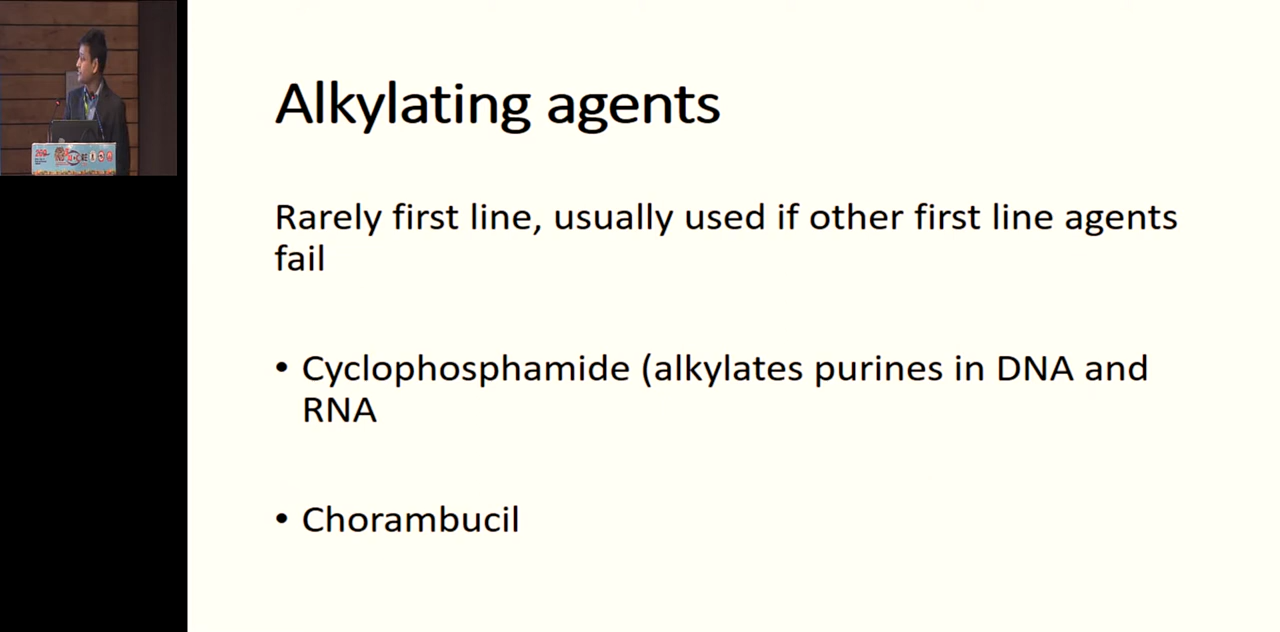 Alkylating agents
Rarely first line, usually used if other first line agents
fail
• Cyclophosphamide (alkylates purines in DNA and
RNA
• Chorambucil